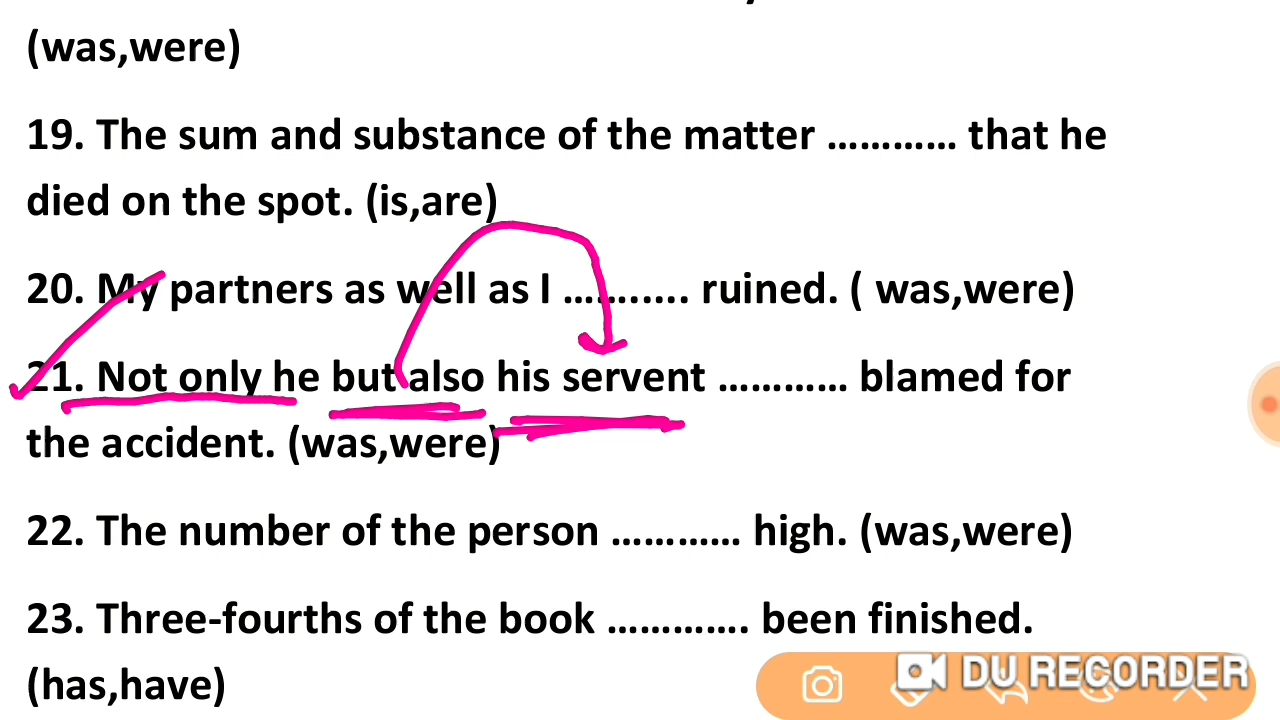 (was,were)
19. The sum and substance of the matter ………… that he
died on the spot. (is,are)
20. My partners as well as I ……….... ruined. ( was,were)
21. Not only he but also his servent ………… blamed for
the accident. (was,were)
22. The number of the person ………… high. (was,were)
23. Three-fourths of the book …………. been finished.
(has,have)
DU RECORDER